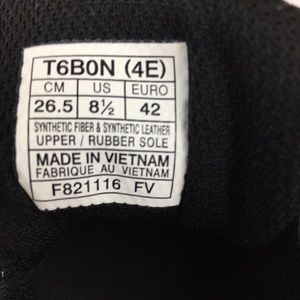 T6B0N (4E)
CM US EURO
26.5 8½ 42
SYNTHETIC FIBER & SYNTHETIC LEATHER
UPPER / RUBBER SOLE
MADE IN VIETNAM
FABRIQUE AU VIETNAM
F821116 FV